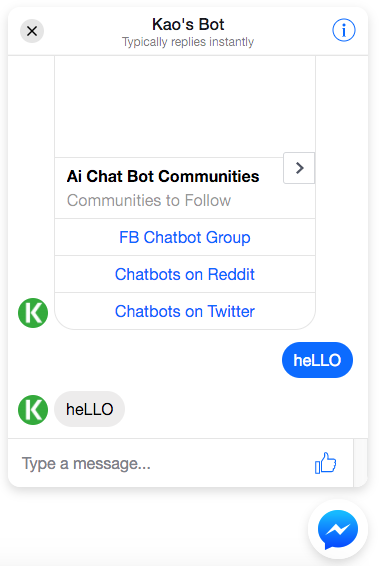 Kao's Bot
Typically replies instantly
Ai Chat Bot Communities
Communities to Follow
FB Chatbot Group
Chatbots on Reddit
Chatbots on Twitter
K
heLLO
K
heLLO
Type a message...